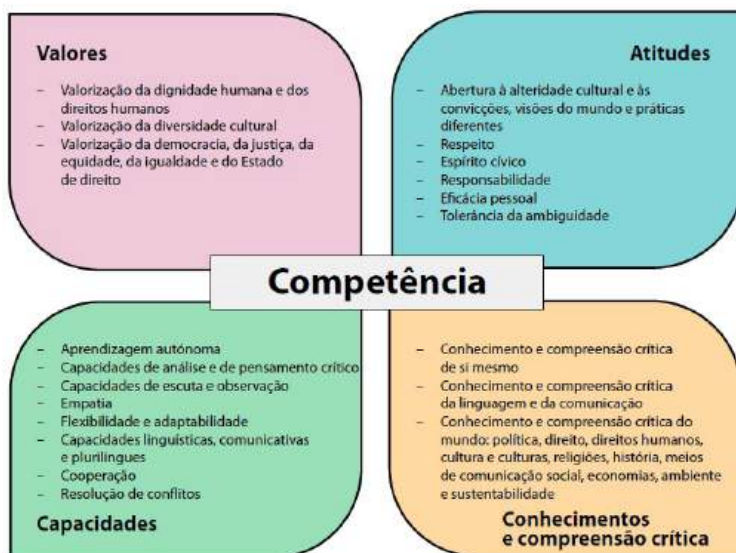 Valores
– Valorização da dignidade humana e dos
direitos humanos
– Valorização da diversidade cultural
– Valorização da democracia, da justiça, da
equidade, da igualdade e do Estado
de direito
Atitudes
– Abertura à alteridade cultural e às
convicções, visões do mundo e práticas
diferentes
– Respeito
– Espírito cívico
– Responsabilidade
– Eficácia pessoal
– Tolerância da ambiguidade
Competência
– Aprendizagem autónoma
– Capacidades de análise e de pensamento crítico
– Capacidades de escuta e observação
– Empatia
– Flexibilidade e adaptabilidade
– Capacidades linguísticas, comunicativas
e plurilingues
– Cooperação
– Resolução de conflitos
Capacidades
– Conhecimento e compreensão crítica
de si mesmo
– Conhecimento e compreensão crítica
da linguagem e da comunicação
– Conhecimento e compreensão crítica do
mundo: política, direito, direitos humanos,
cultura e culturas, religiões, história, meios
de comunicação social, economias, ambiente
e sustentabilidade
Conhecimentos
e compreensão crítica